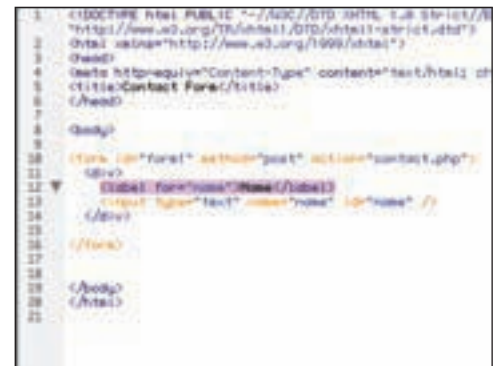 1 <!DOCTYPE html PUBLIC "-//W3C//DTD XHTML 1.0 Strict//E
"http://www.w3.org/TR/xhtml1/DTD/xhtml1-strict.dtd">
2 <html xmlns="http://www.w3.org/1999/xhtml">
3 <head>
4 <meta http-equiv="Content-Type" content="text/html; ch
5 <title>Contact Form</title>
6 </head>
7
8 <body>
9
10 <form id="form1" method="post" action="contact.php">
11 <div>
12 <label for="name">Name</label>
13 <input type="text" name="name" id="name" />
14 </div>
15
16 </form>
17
18
19 </body>
20 </html>
21